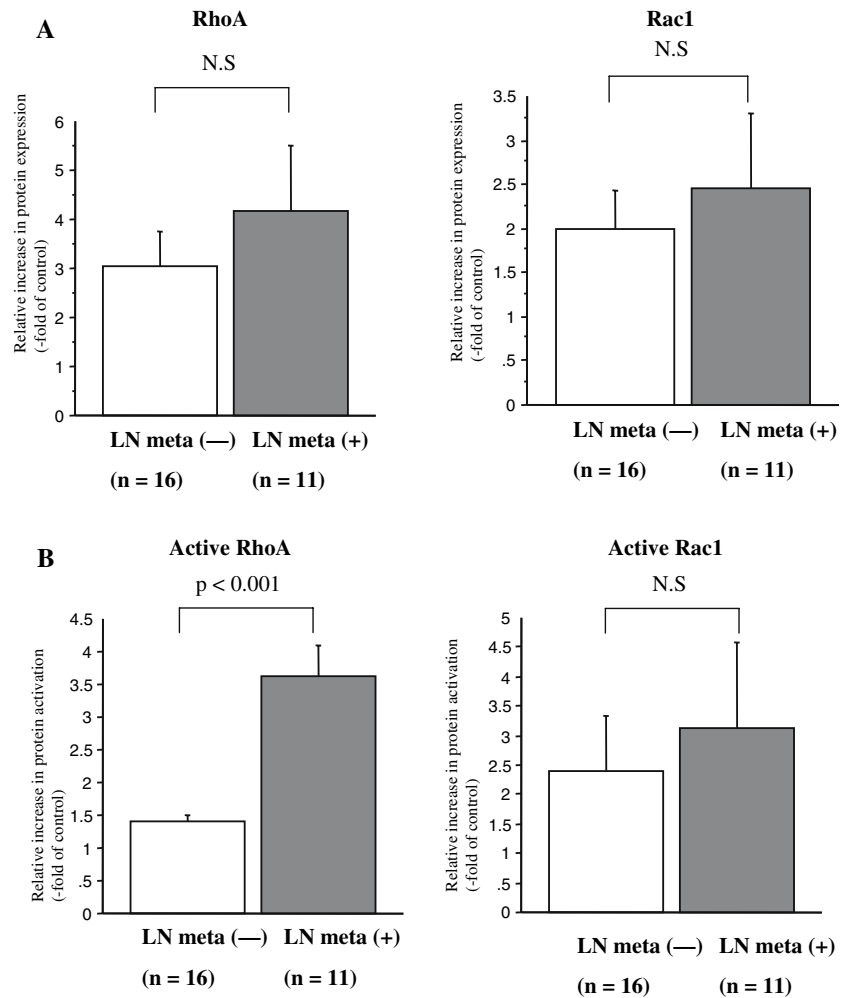 A
RhoA
N.S
Relative increase in protein expression
(-fold of control)
6
5
4
3
2
1
0
LN meta (—) LN meta (+)
(n = 16) (n = 11)
Rac1
N.S
Relative increase in protein expression
(-fold of control)
3.5
3
2.5
2
1.5
1
.5
0
LN meta (—) LN meta (+)
(n = 16) (n = 11)
B
Active RhoA
p < 0.001
Relative increase in protein activation
(-fold of control)
4.5
4
3.5
3
2.5
2
1.5
1
.5
0
LN meta (—) LN meta (+)
(n = 16) (n = 11)
Active Rac1
N.S
Relative increase in protein activation
(-fold of control)
5
4.5
4
3.5
3
2.5
2
1.5
1
.5
0
LN meta (—) LN meta (+)
(n = 16) (n = 11)